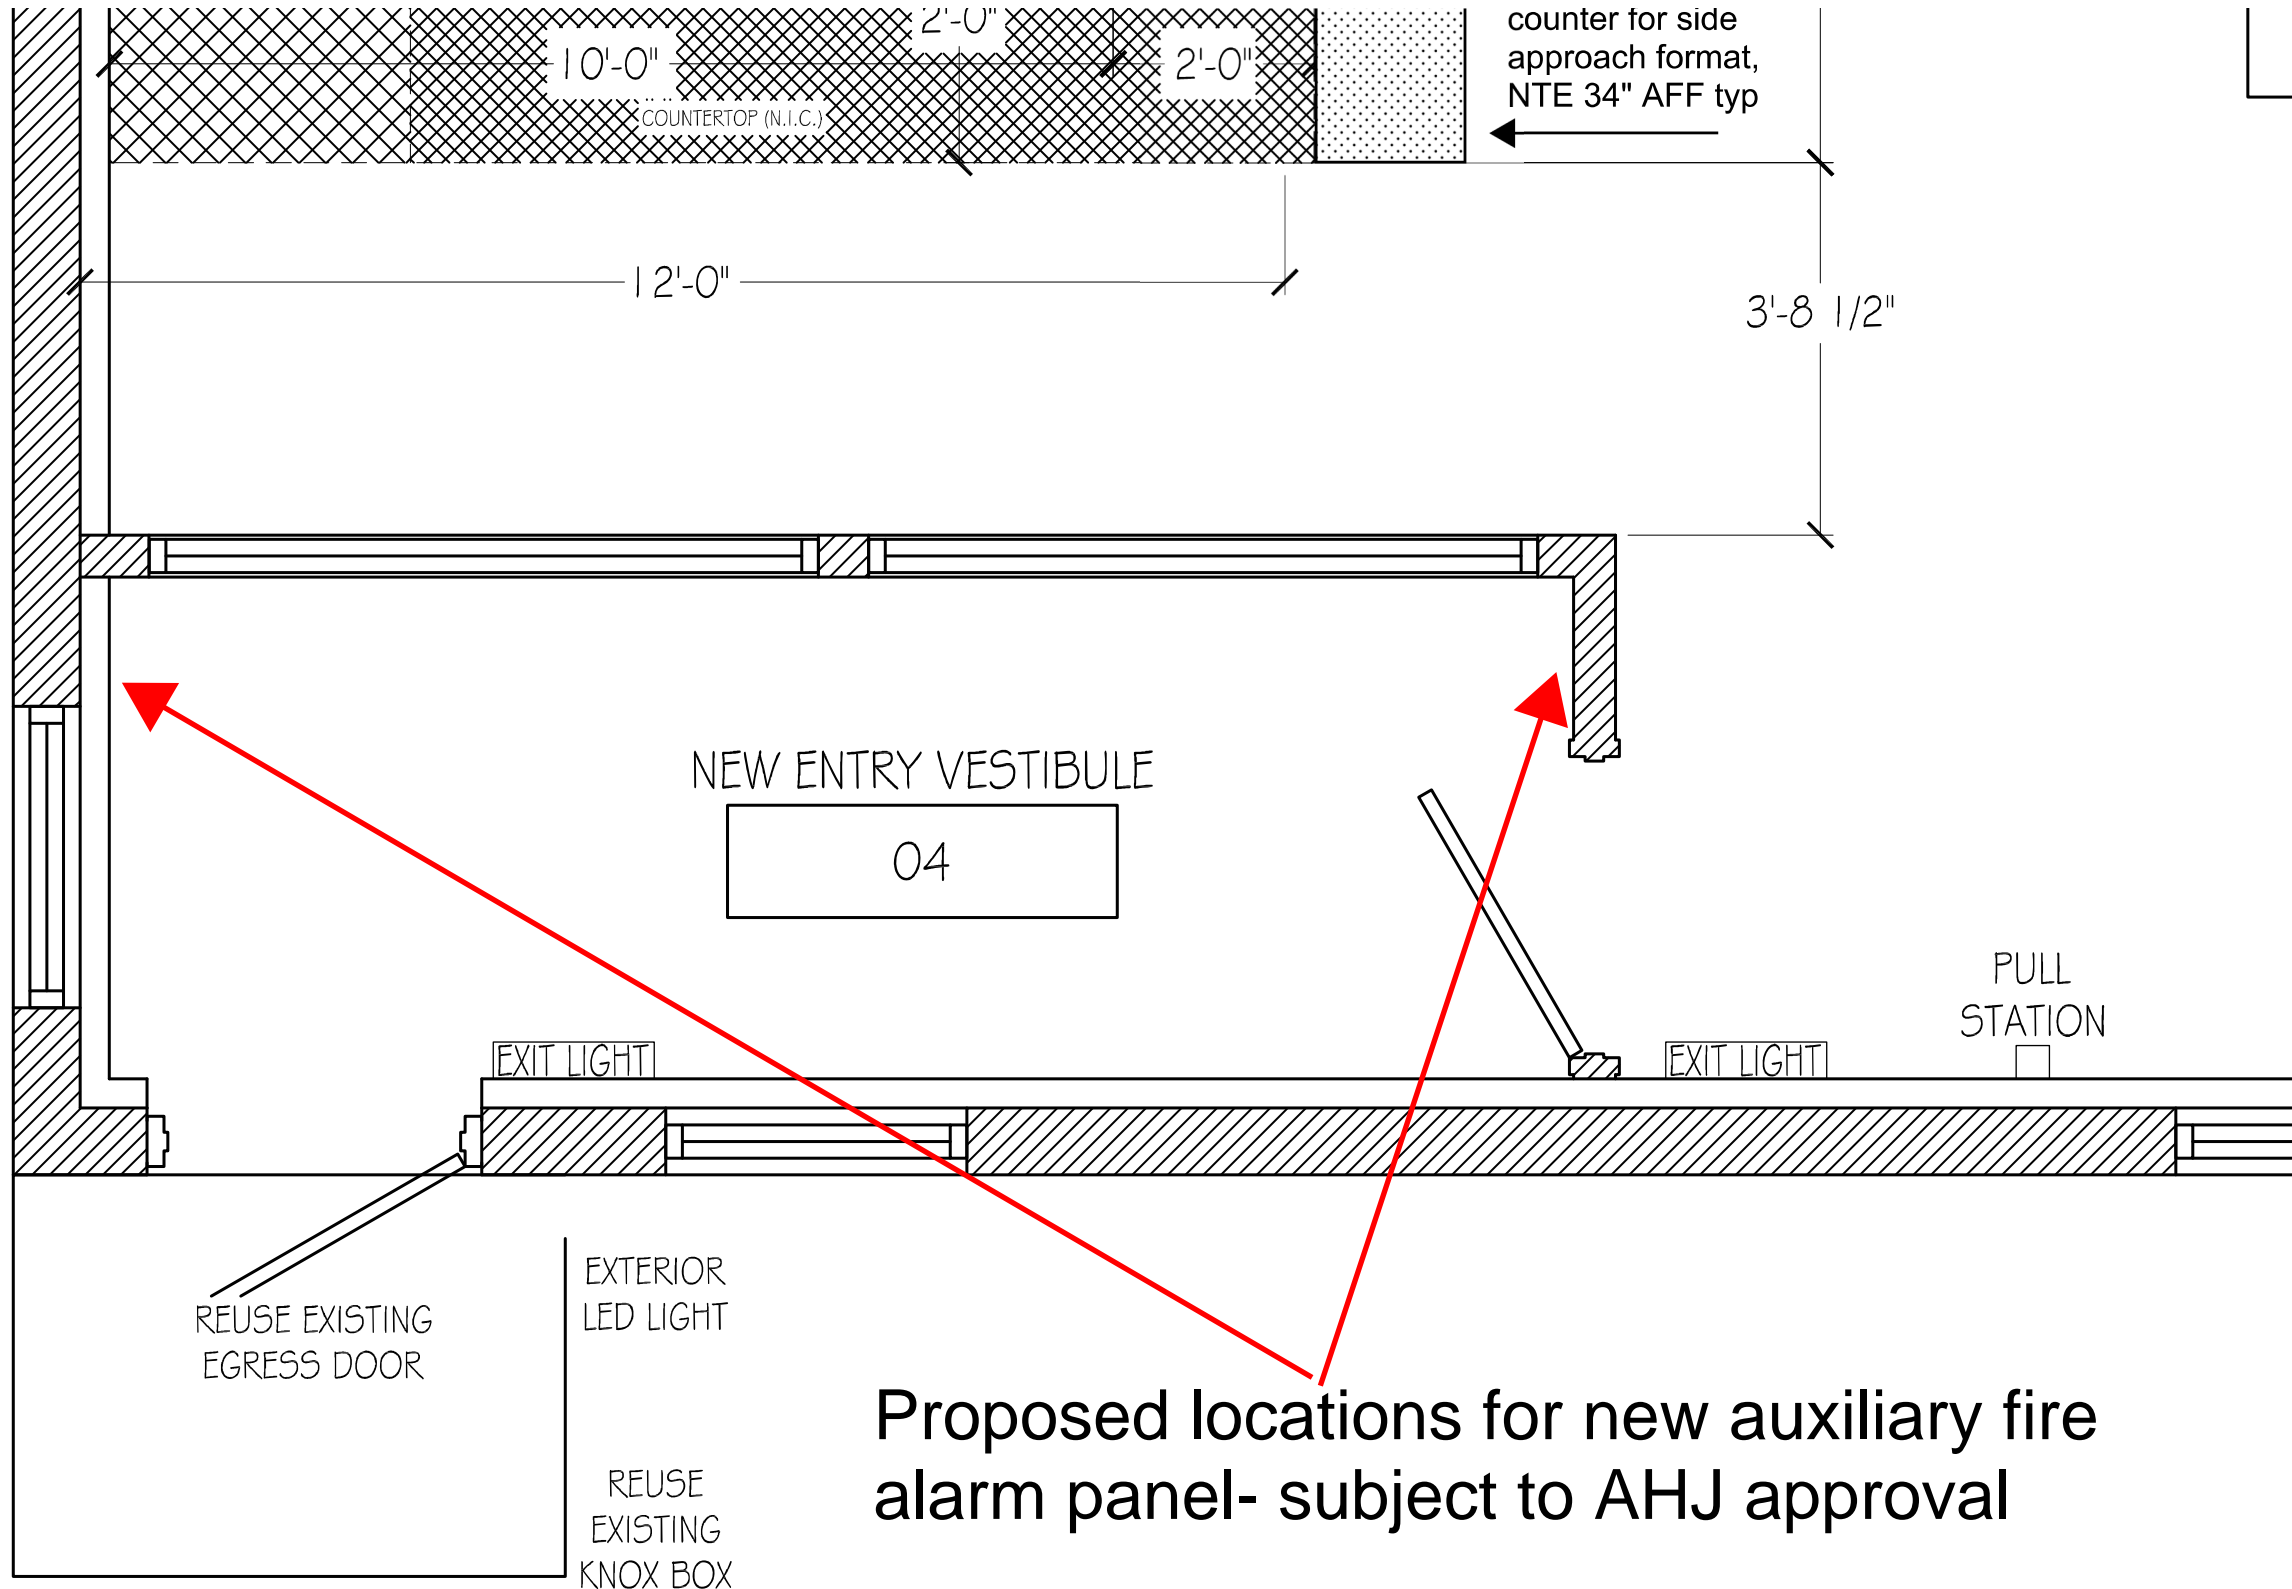 2'-0"
counter for side
approach format,
NTE 34" AFF typ
10'-0"
2'-0"
COUNTERTOP (N.I.C.)
12'-0"
3'-8 1/2"
NEW ENTRY VESTIBULE
04
PULL
STATION
EXIT LIGHT
EXIT LIGHT
EXTERIOR
LED LIGHT
REUSE EXISTING
EGRESS DOOR
Proposed locations for new auxiliary fire
alarm panel- subject to AHJ approval
REUSE
EXISTING
KNOX BOX